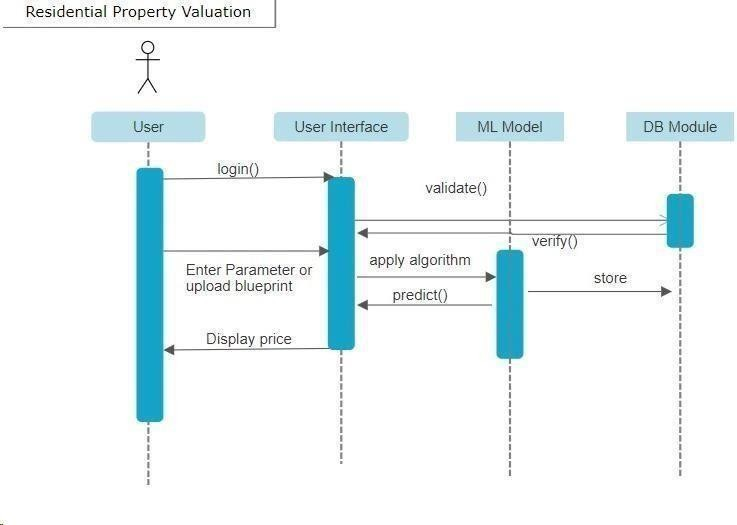 Residential Property Valuation
User
User Interface
ML Model
DB Module
login()
validate()
verify()
Enter Parameter or
upload blueprint
apply algorithm
store
predict()
Display price